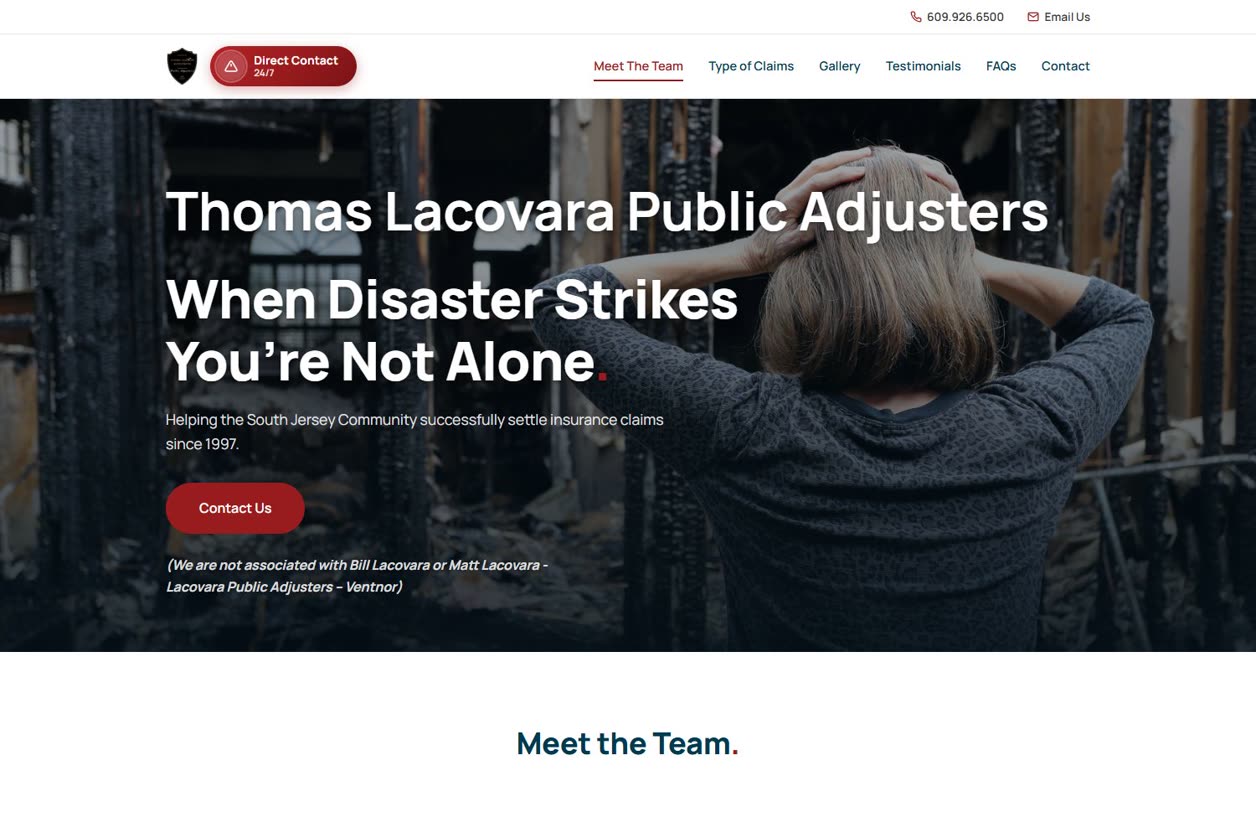 609.926.6500
Email Us
Direct Contact
24/7
Meet The Team
Type of Claims
Gallery
Testimonials
FAQs
Contact
Thomas Lacovara Public Adjusters
When Disaster Strikes
You’re Not Alone.
Helping the South Jersey Community successfully settle insurance claims
since 1997.
Contact Us
(We are not associated with Bill Lacovara or Matt Lacovara -
Lacovara Public Adjusters – Ventnor)
Meet the Team.